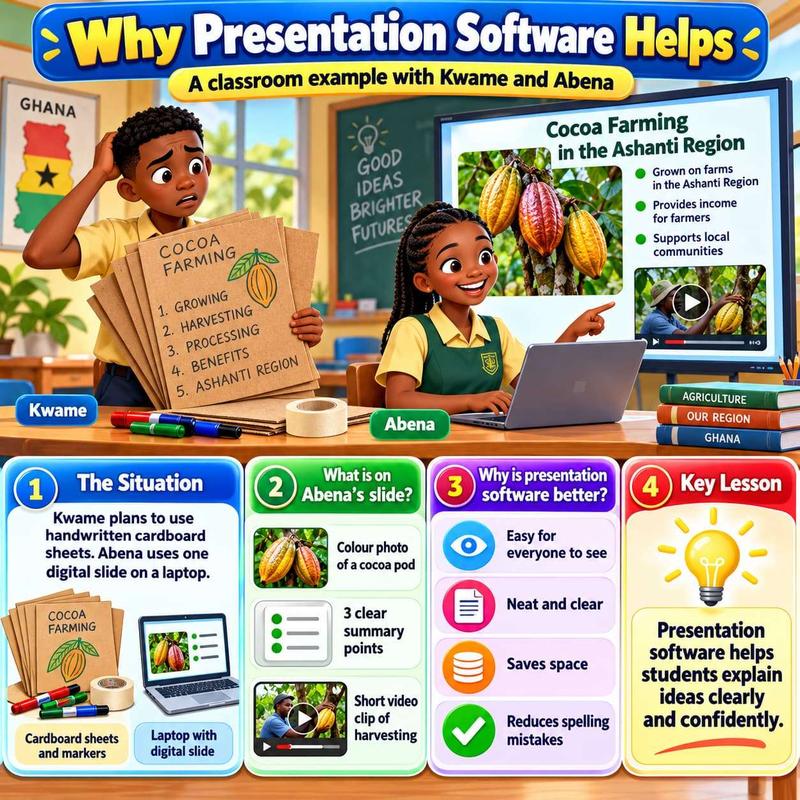 Why Presentation Software Helps
A classroom example with Kwame and Abena
GHANA
GOOD
IDEAS
BRIGHTER
FUTURES
COCOA
FARMING
1. GROWING
2. HARVESTING
3. PROCESSING
4. BENEFITS
5. ASHANTI REGION
Cocoa Farming
in the Ashanti Region
Grown on farms
in the Ashanti Region
Provides income
for farmers
Supports local
communities
Kwame
Abena
AGRICULTURE
OUR REGION
GHANA
1 The Situation
Kwame plans to use
handwritten cardboard
sheets. Abena uses one
digital slide on a laptop.
COCOA
FARMING
Cardboard sheets
and markers
Laptop with
digital slide
2 What is on
Abena's slide?
Colour photo
of a cocoa pod
3 clear
summary
points
Short video
clip of
harvesting
3 Why is presentation
software better?
Easy for
everyone to see
Neat and clear
Saves space
Reduces spelling
mistakes
4 Key Lesson
Presentation
software helps
students explain
ideas clearly
and confidently.